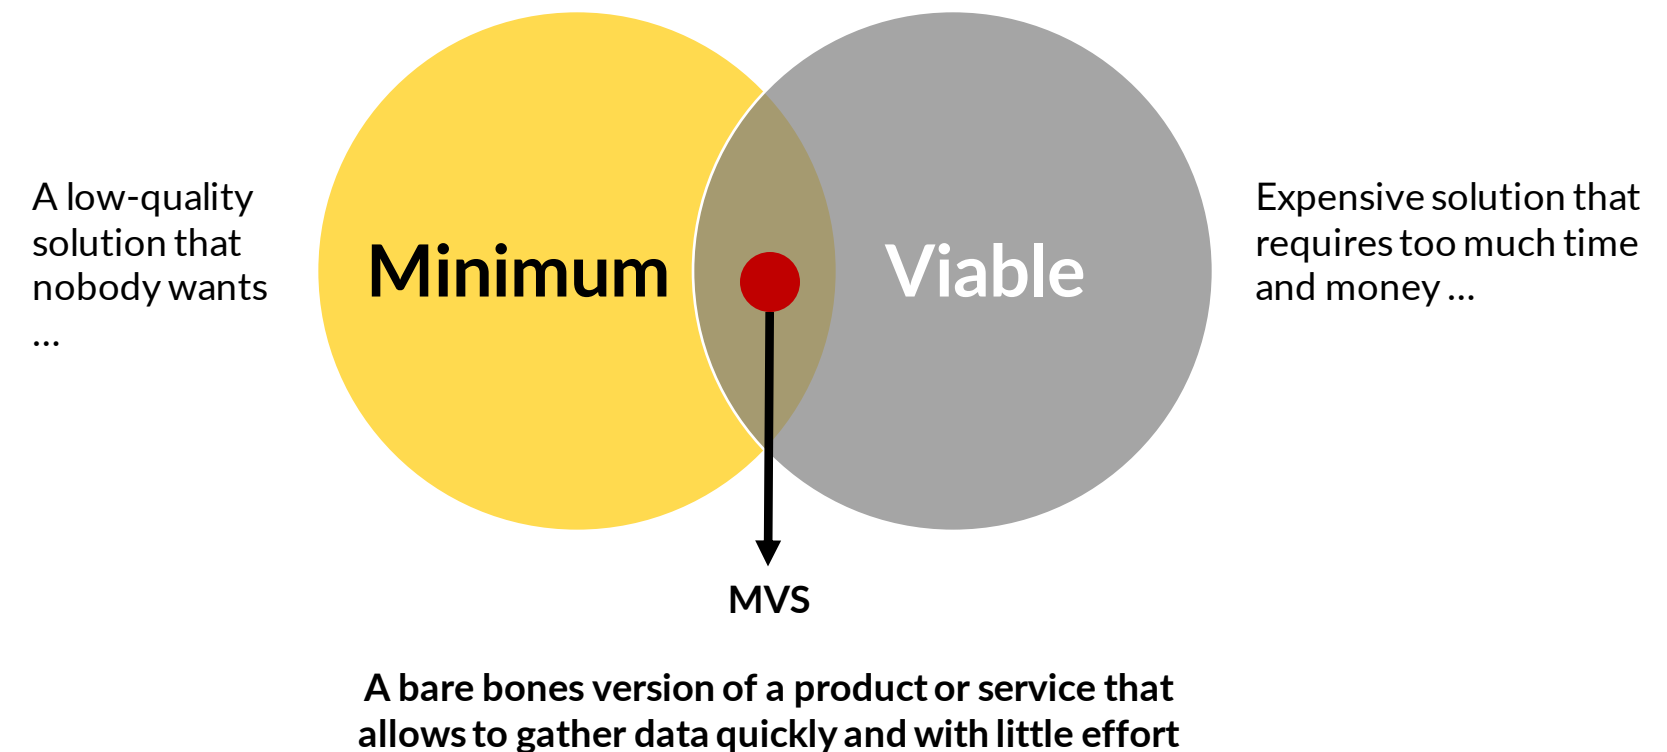 A low-quality
solution that
nobody wants
...
Minimum
Viable
Expensive solution that
requires too much time
and money ...
MVS
A bare bones version of a product or service that
allows to gather data quickly and with little effort